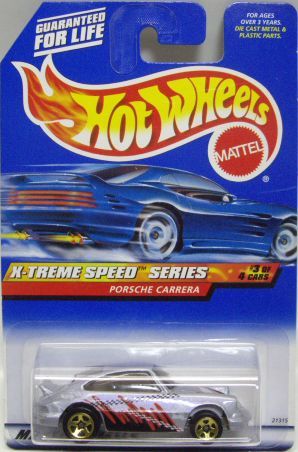 GUARANTEED
FOR LIFE
FOR AGES
OVER 3 YEARS.
DIE CAST METAL &
PLASTIC PARTS.
HOT WHEELS
MATTEL
®
X-TREME SPEED™ SERIES
PORSCHE CARRERA
#3 OF
4 CARS
21315